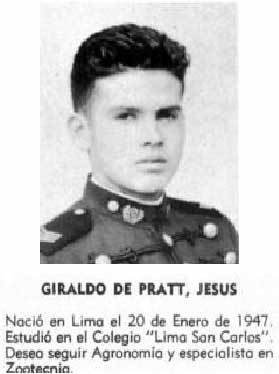 GIRALDO DE PRATT, JESUS
Nació en Lima el 20 de Enero de 1947.
Estudió en el Colegio "Lima San Carlos".
Desea seguir Agronomía y especialista en
Zootecnia.